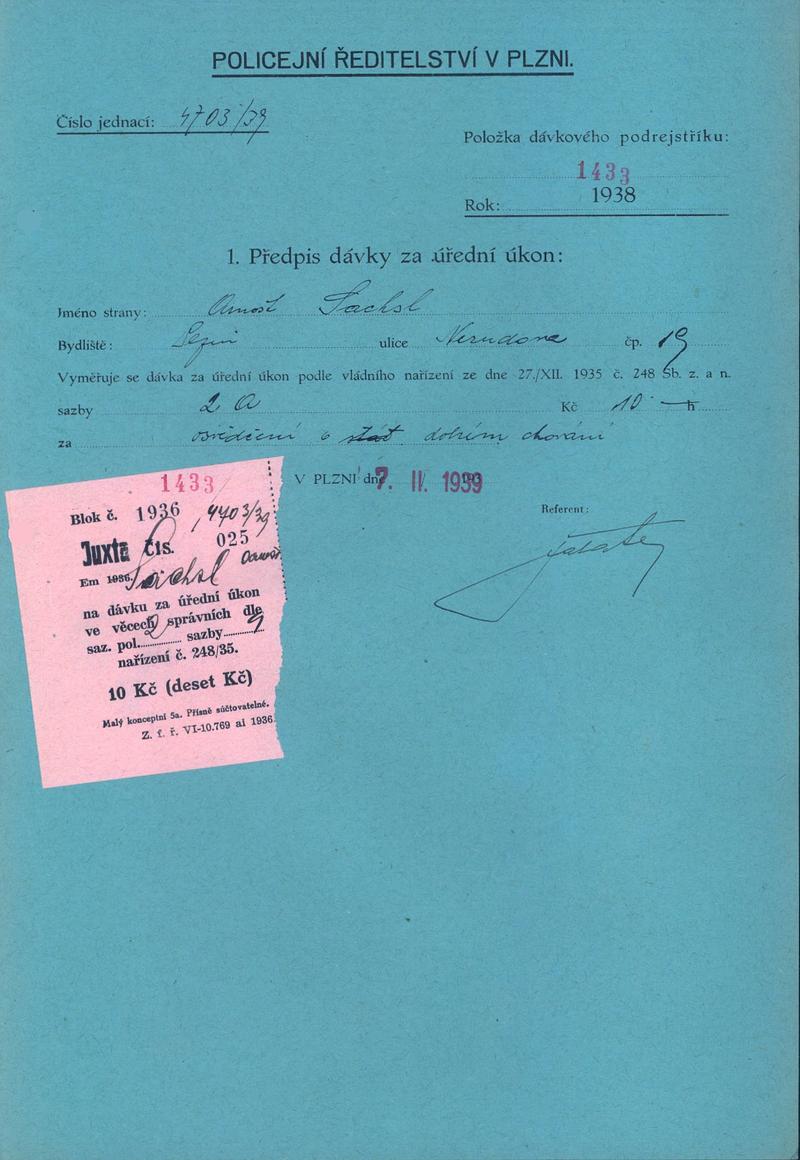 POLICEJNÍ ŘEDITELSTVÍ V PLZNI.
Číslo jednací: 4703/39
Položka dávkového podrejstříku:
1433
Rok: 1938
1. Předpis dávky za úřední úkon:
Jméno strany: Arnošt Sachsl
Bydliště: ulice Nerudova čp. 19
Vyměřuje se dávka za úřední úkon podle vládního nařízení ze dne 27./XII. 1935 č. 248 Sb. z. a n.
sazby 2 a Kč 10 — h
za osvědčení o stát dobrém chování
V PLZNI dne 7. II. 1939
Referent:
1433
Blok č. 1936 4703/39
Juxta čís. 025
Em 1936. Sachsl
na dávku za úřední úkon
ve věcech správních dle
saz. pol. 2 sazby a
nařízení č. 248/35.
10 Kč (deset Kč)
Malý konceptní 5a. Přísně súčtovatelné.
Z. f. ř. VI-10.769 ai 1936